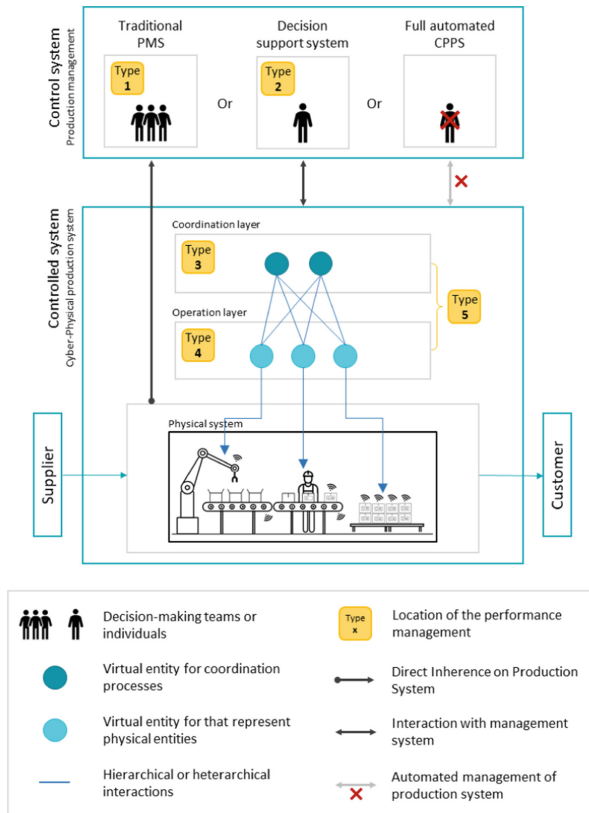 Control system
Production management
Traditional
PMS
Decision
support system
Full automated
CPPS
Type
1
Or
Type
2
Or
Controlled system
Cyber-Physical production system
Coordination layer
Type
3
Type
5
Operation layer
Type
4
Supplier
Physical system
Customer
Decision-making teams or
individuals
Type
x
Location of the performance
management
Virtual entity for coordination
processes
Direct Inherence on Production
System
Virtual entity for that represent
physical entities
Interaction with management
system
Hierarchical or heterarchical
interactions
Automated management of
production system